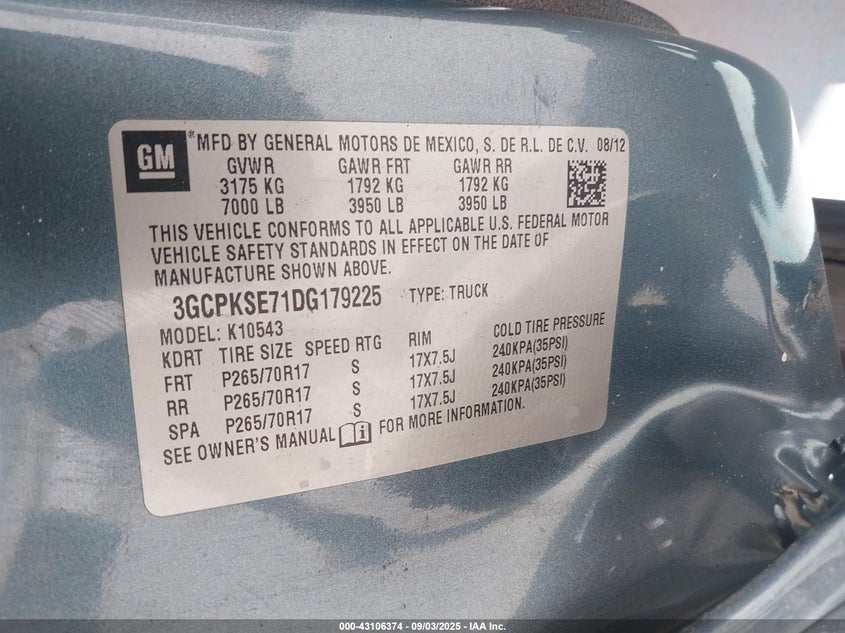 GM ® MFD BY GENERAL MOTORS DE MEXICO, S. DE R.L. DE C.V. 08/12
GVWR GAWR FRT GAWR RR
3175 KG 1792 KG 1792 KG
7000 LB 3950 LB 3950 LB
THIS VEHICLE CONFORMS TO ALL APPLICABLE U.S. FEDERAL MOTOR
VEHICLE SAFETY STANDARDS IN EFFECT ON THE DATE OF
MANUFACTURE SHOWN ABOVE.
3GCPKSE71DG179225 TYPE: TRUCK
MODEL: K10543
KDRT TIRE SIZE SPEED RTG RIM COLD TIRE PRESSURE
FRT P265/70R17 S 17X7.5J 240KPA(35PSI)
RR P265/70R17 S 17X7.5J 240KPA(35PSI)
SPA P265/70R17 S 17X7.5J 240KPA(35PSI)
SEE OWNER'S MANUAL FOR MORE INFORMATION.
000-43106374 - 09/03/2025 - IAA Inc.